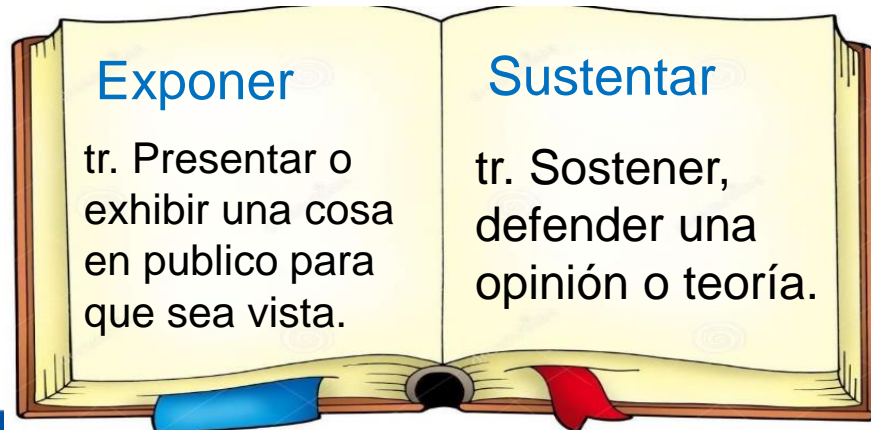 Exponer
tr. Presentar o
exhibir una cosa
en publico para
que sea vista.
Sustentar
tr. Sostener,
defender una
opinión o teoría.